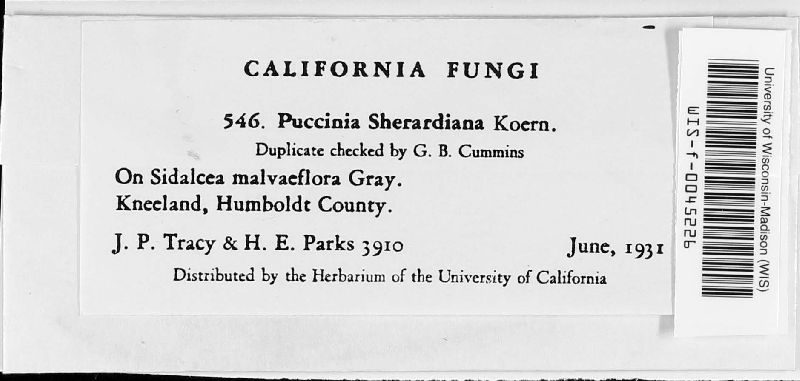 CALIFORNIA FUNGI
546. Puccinia Sherardiana Koern.
Duplicate checked by G. B. Cummins
On Sidalcea malvaeflora Gray.
Kneeland, Humboldt County.
J. P. Tracy & H. E. Parks 3910 June, 1931
Distributed by the Herbarium of the University of California
University of Wisconsin-Madison (WIS)
WIS-f-0045226